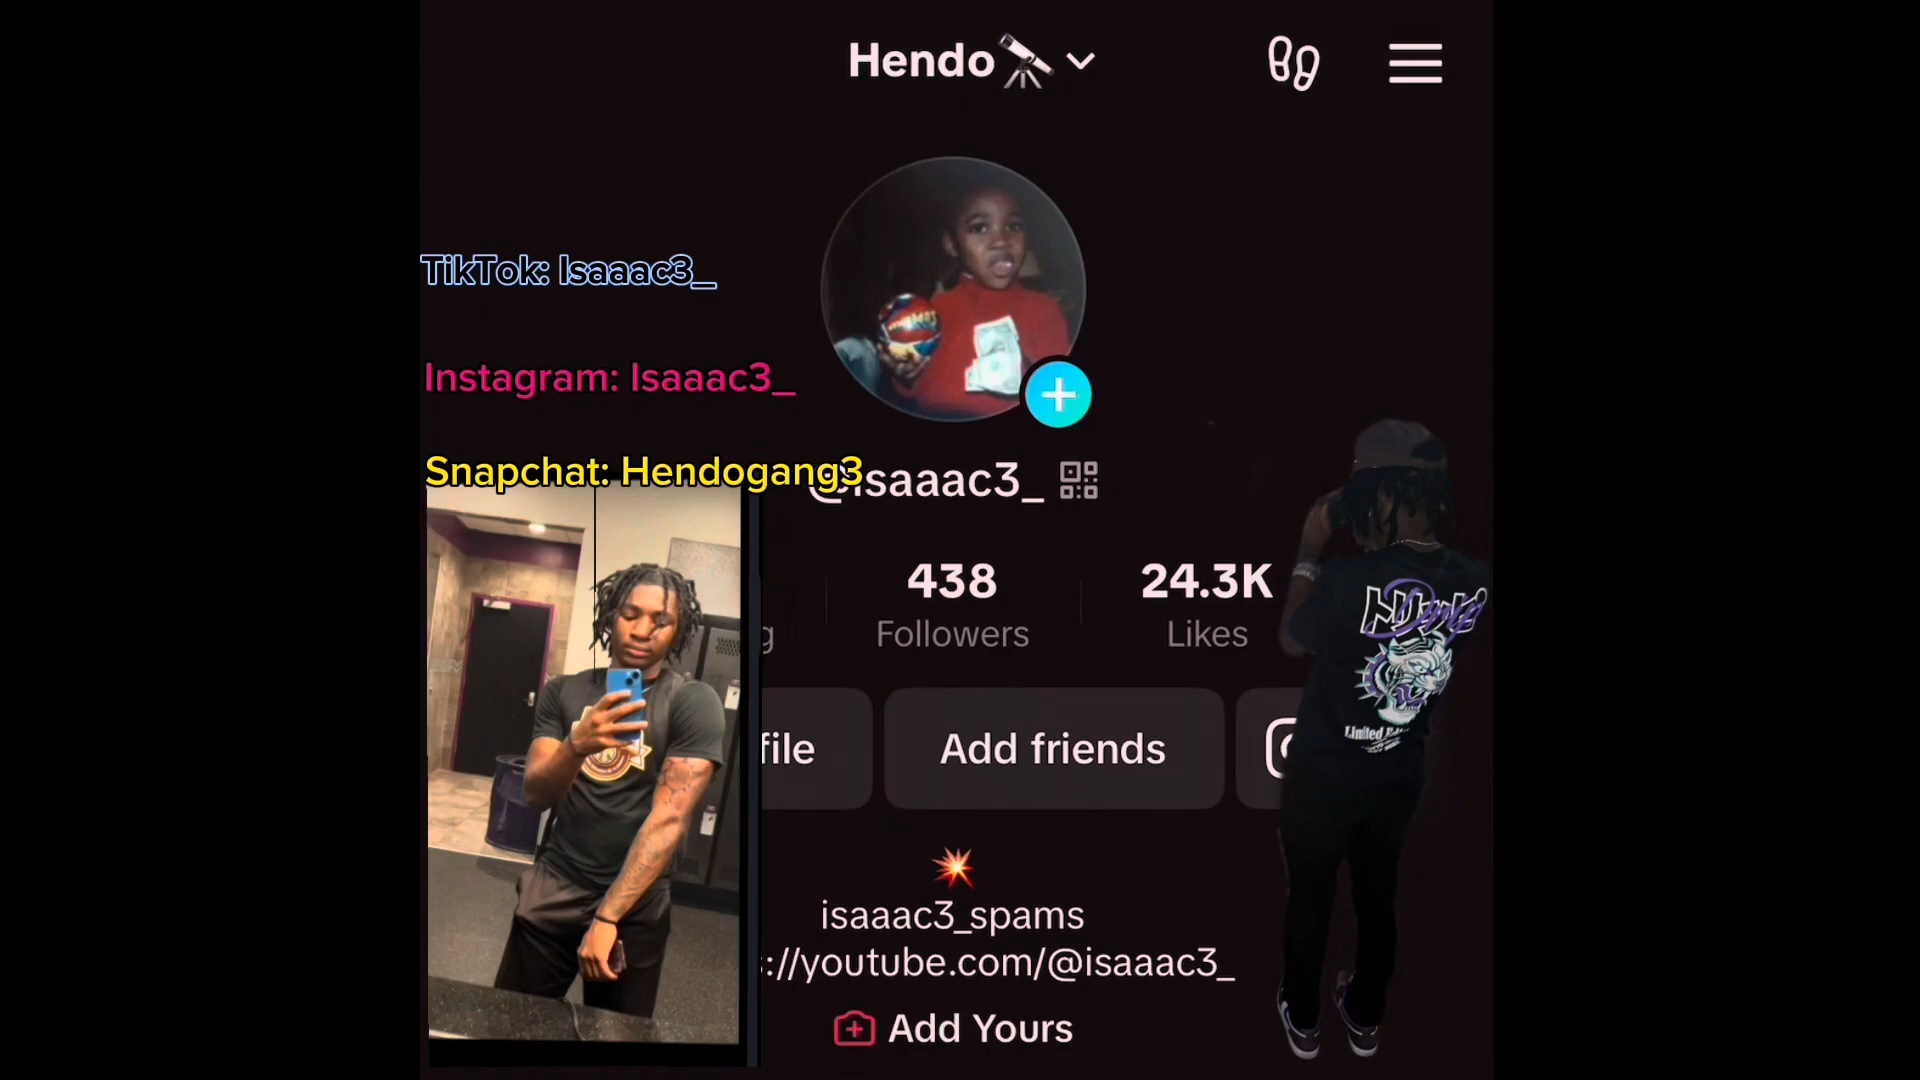 Hendo
TikTok: Isaaac3_
Instagram: Isaaac3_
Snapchat: Hendogang3
@isaaac3_
438
Followers
24.3K
Likes
g
file
Add friends
isaaac3_spams
s://youtube.com/@isaaac3_
Add Yours
Limited